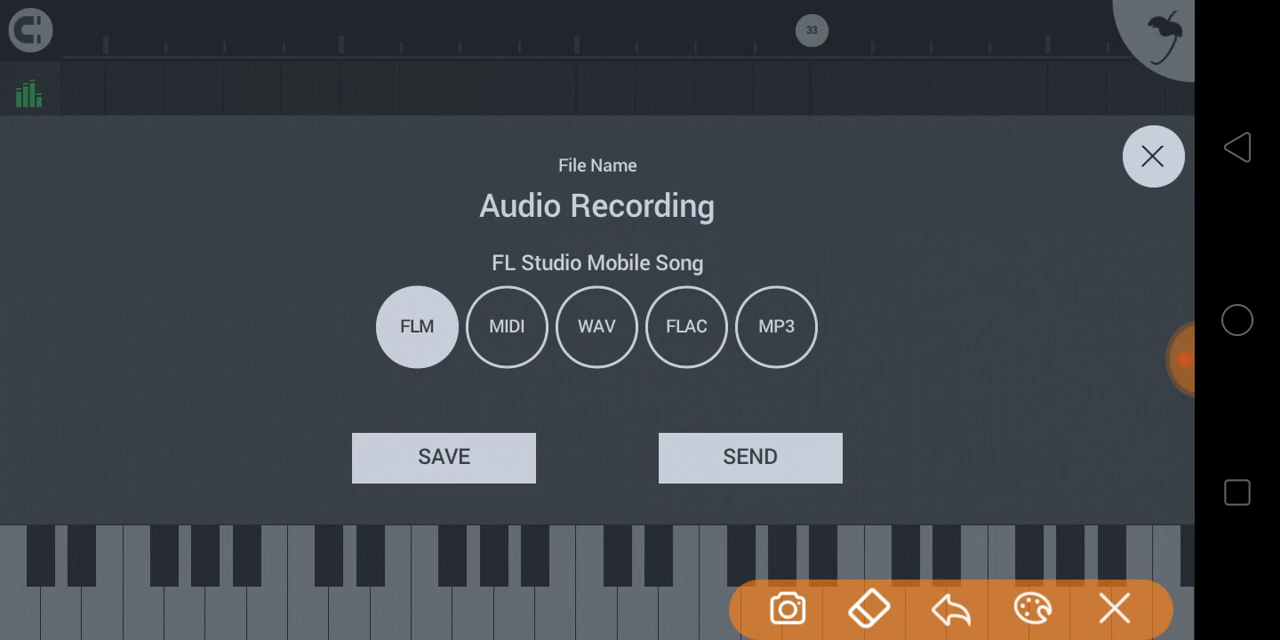 33
File Name
Audio Recording
FL Studio Mobile Song
FLM MIDI WAV FLAC MP3
SAVE SEND